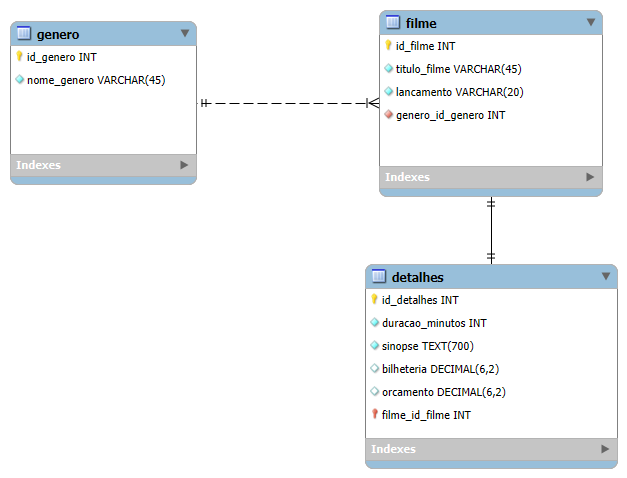 genero
id_genero INT
nome_genero VARCHAR(45)
Indexes
filme
id_filme INT
titulo_filme VARCHAR(45)
lancamento VARCHAR(20)
genero_id_genero INT
Indexes
detalhes
id_detalhes INT
duracao_minutos INT
sinopse TEXT(700)
bilheteria DECIMAL(6,2)
orcamento DECIMAL(6,2)
filme_id_filme INT
Indexes